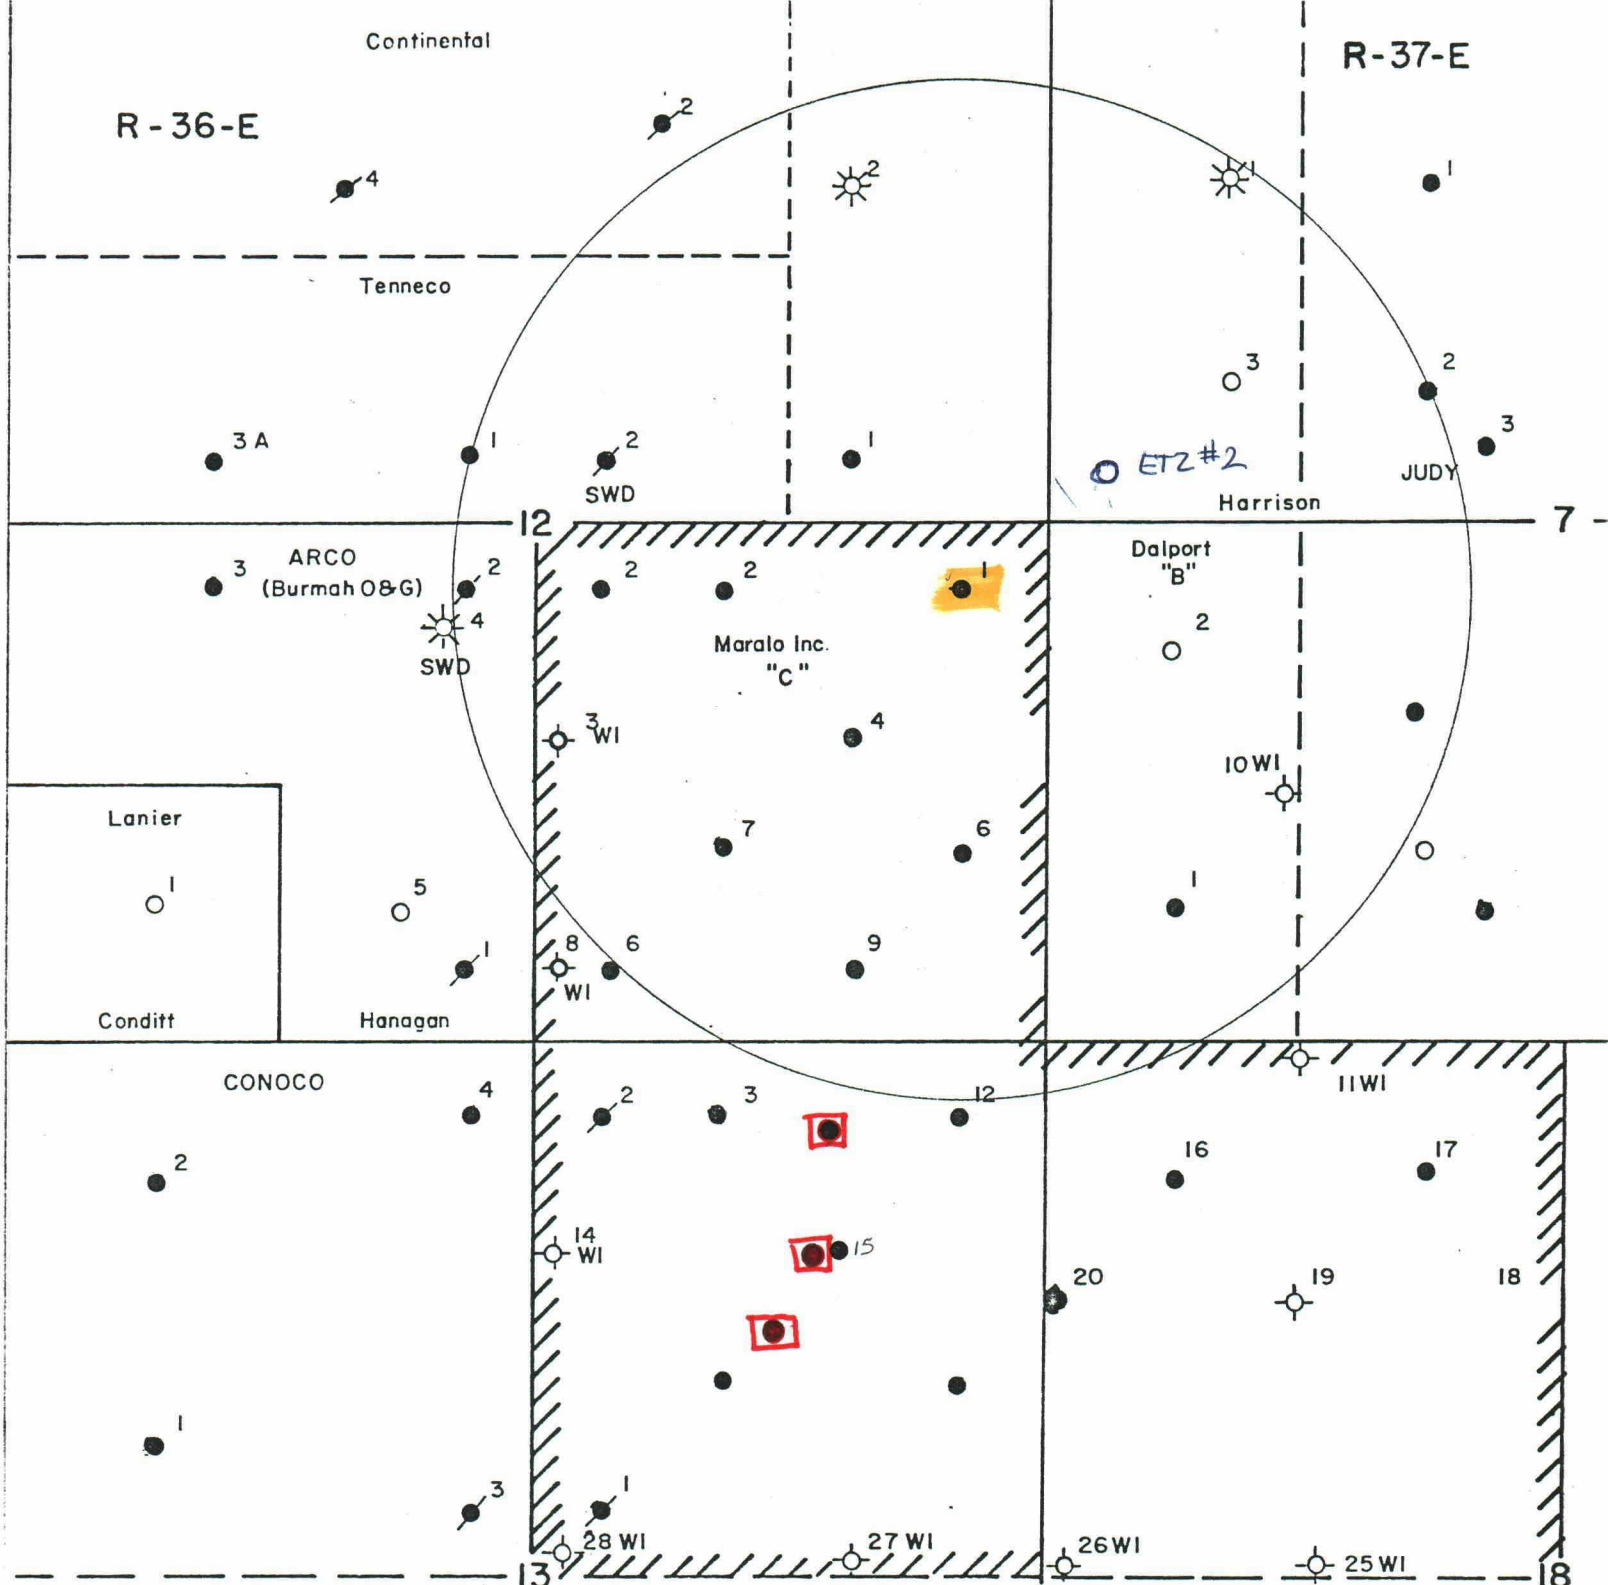 Continental
R-37-E
R-36-E
2
4
2
1
1
Tenneco
3
2
3
3 A
1
2
1
ETZ #2
JUDY
SWD
Harrison
12
7
ARCO
(Burmah O&G)
3
2
2
2
1
Dalport
"B"
4
SWD
Maralo Inc.
"C"
2
3
WI
4
10 WI
Lanier
7
6
1
5
1
1
8
WI
6
9
Conditt
Hanagan
CONOCO
4
2
3
12
11 WI
2
16
17
14
WI
15
20
19
18
1
3
1
28 WI
27 WI
26 WI
25 WI
13
18